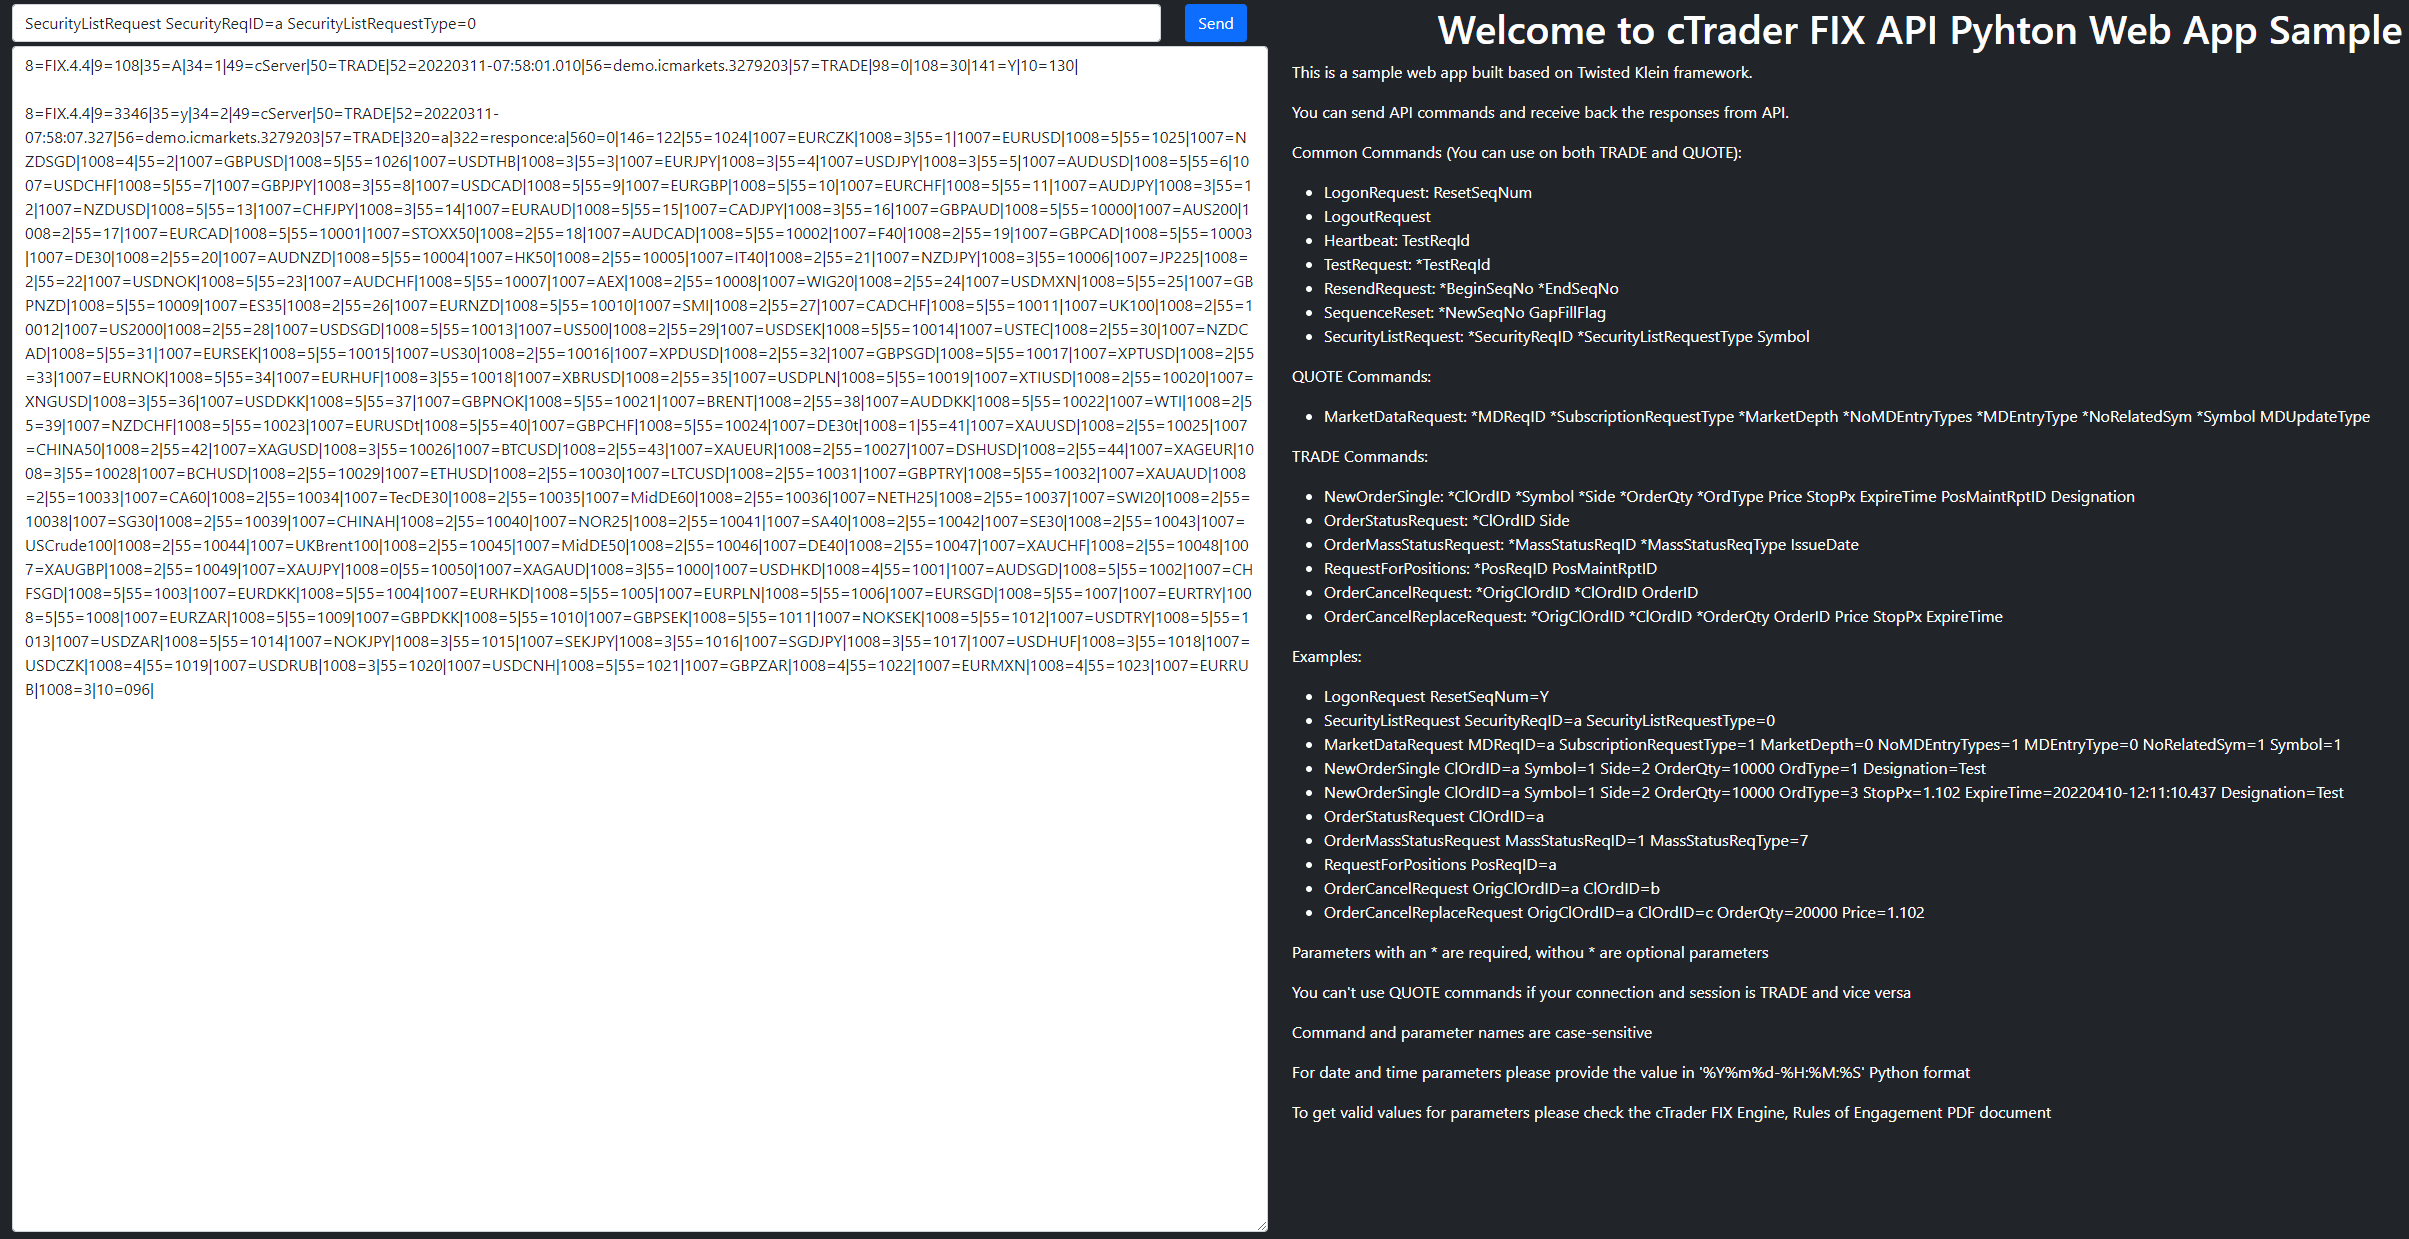 SecurityListRequest SecurityReqID=a SecurityListRequestType=0
Send
8=FIX.4.4|9=108|35=A|34=1|49=cServer|50=TRADE|52=20220311-07:58:01.010|56=demo.icmarkets.3279203|57=TRADE|98=0|108=30|141=Y|10=130|
8=FIX.4.4|9=3346|35=y|34=2|49=cServer|50=TRADE|52=20220311-
07:58:07.327|56=demo.icmarkets.3279203|57=TRADE|320=a|322=responce:a|560=0|146=122|55=1024|1007=EURCZK|1008=3|55=1|1007=EURUSD|1008=5|55=1025|1007=N
ZDSGD|1008=4|55=2|1007=GBPUSD|1008=5|55=1026|1007=USDTHB|1008=3|55=3|1007=EURJPY|1008=3|55=4|1007=USDJPY|1008=3|55=5|1007=AUDUSD|1008=5|55=6|10
07=USDCHF|1008=5|55=7|1007=GBPJPY|1008=3|55=8|1007=USDCAD|1008=5|55=9|1007=EURGBP|1008=5|55=10|1007=EURCHF|1008=5|55=11|1007=AUDJPY|1008=3|55=1
2|1007=NZDUSD|1008=5|55=13|1007=CHFJPY|1008=3|55=14|1007=EURAUD|1008=5|55=15|1007=CADJPY|1008=3|55=16|1007=GBPAUD|1008=5|55=10000|1007=AUS200|1
008=2|55=17|1007=EURCAD|1008=5|55=10001|1007=STOXX50|1008=2|55=18|1007=AUDCAD|1008=5|55=10002|1007=F40|1008=2|55=19|1007=GBPCAD|1008=5|55=10003
|1007=DE30|1008=2|55=20|1007=AUDNZD|1008=5|55=10004|1007=HK50|1008=2|55=10005|1007=IT40|1008=2|55=21|1007=NZDJPY|1008=3|55=10006|1007=JP225|1008=
2|55=22|1007=USDNOK|1008=5|55=23|1007=AUDCHF|1008=5|55=10007|1007=AEX|1008=2|55=10008|1007=WIG20|1008=2|55=24|1007=USDMXN|1008=5|55=25|1007=GB
PNZD|1008=5|55=10009|1007=ES35|1008=2|55=26|1007=EURNZD|1008=5|55=10010|1007=SMI|1008=2|55=27|1007=CADCHF|1008=5|55=10011|1007=UK100|1008=2|55=1
0012|1007=US2000|1008=2|55=28|1007=USDSGD|1008=5|55=10013|1007=US500|1008=2|55=29|1007=USDSEK|1008=5|55=10014|1007=USTEC|1008=2|55=30|1007=NZDC
AD|1008=5|55=31|1007=EURSEK|1008=5|55=10015|1007=US30|1008=2|55=10016|1007=XPDUSD|1008=2|55=32|1007=GBPSGD|1008=5|55=10017|1007=XPTUSD|1008=2|55
=33|1007=EURNOK|1008=5|55=34|1007=EURHUF|1008=3|55=10018|1007=XBRUSD|1008=2|55=35|1007=USDPLN|1008=5|55=10019|1007=XTIUSD|1008=2|55=10020|1007=
XNGUSD|1008=3|55=36|1007=USDDKK|1008=5|55=37|1007=GBPNOK|1008=5|55=10021|1007=BRENT|1008=2|55=38|1007=AUDDKK|1008=5|55=10022|1007=WTI|1008=2|5
5=39|1007=NZDCHF|1008=5|55=10023|1007=EURUSDt|1008=5|55=40|1007=GBPCHF|1008=5|55=10024|1007=DE30t|1008=1|55=41|1007=XAUUSD|1008=2|55=10025|1007
=CHINA50|1008=2|55=42|1007=XAGUSD|1008=3|55=10026|1007=BTCUSD|1008=2|55=43|1007=XAUEUR|1008=2|55=10027|1007=DSHUSD|1008=2|55=44|1007=XAGEUR|10
08=3|55=10028|1007=BCHUSD|1008=2|55=10029|1007=ETHUSD|1008=2|55=10030|1007=LTCUSD|1008=2|55=10031|1007=GBPTRY|1008=5|55=10032|1007=XAUAUD|1008
=2|55=10033|1007=CA60|1008=2|55=10034|1007=TecDE30|1008=2|55=10035|1007=MidDE60|1008=2|55=10036|1007=NETH25|1008=2|55=10037|1007=SWI20|1008=2|55=
10038|1007=SG30|1008=2|55=10039|1007=CHINAH|1008=2|55=10040|1007=NOR25|1008=2|55=10041|1007=SA40|1008=2|55=10042|1007=SE30|1008=2|55=10043|1007=
USCrude100|1008=2|55=10044|1007=UKBrent100|1008=2|55=10045|1007=MidDE50|1008=2|55=10046|1007=DE40|1008=2|55=10047|1007=XAUCHF|1008=2|55=10048|100
7=XAUGBP|1008=2|55=10049|1007=XAUJPY|1008=0|55=10050|1007=XAGAUD|1008=3|55=1000|1007=USDHKD|1008=4|55=1001|1007=AUDSGD|1008=5|55=1002|1007=CH
FSGD|1008=5|55=1003|1007=EURDKK|1008=5|55=1004|1007=EURHKD|1008=5|55=1005|1007=EURPLN|1008=5|55=1006|1007=EURSGD|1008=5|55=1007|1007=EURTRY|100
8=5|55=1008|1007=EURZAR|1008=5|55=1009|1007=GBPDKK|1008=5|55=1010|1007=GBPSEK|1008=5|55=1011|1007=NOKSEK|1008=5|55=1012|1007=USDTRY|1008=5|55=1
013|1007=USDZAR|1008=5|55=1014|1007=NOKJPY|1008=3|55=1015|1007=SEKJPY|1008=3|55=1016|1007=SGDJPY|1008=3|55=1017|1007=USDHUF|1008=3|55=1018|1007=
USDCZK|1008=4|55=1019|1007=USDRUB|1008=3|55=1020|1007=USDCNH|1008=5|55=1021|1007=GBPZAR|1008=4|55=1022|1007=EURMXN|1008=4|55=1023|1007=EURRU
B|1008=3|10=096|
Welcome to cTrader FIX API Pyhton Web App Sample
This is a sample web app built based on Twisted Klein framework.
You can send API commands and receive back the responses from API.
Common Commands (You can use on both TRADE and QUOTE):
• LogonRequest: ResetSeqNum
• LogoutRequest
• Heartbeat: TestReqId
• TestRequest: *TestReqId
• ResendRequest: *BeginSeqNo *EndSeqNo
• SequenceReset: *NewSeqNo GapFillFlag
• SecurityListRequest: *SecurityReqID *SecurityListRequestType Symbol
QUOTE Commands:
• MarketDataRequest: *MDReqID *SubscriptionRequestType *MarketDepth *NoMDEntryTypes *MDEntryType *NoRelatedSym *Symbol MDUpdateType
TRADE Commands:
• NewOrderSingle: *ClOrdID *Symbol *Side *OrderQty *OrdType Price StopPx ExpireTime PosMaintRptID Designation
• OrderStatusRequest: *ClOrdID Side
• OrderMassStatusRequest: *MassStatusReqID *MassStatusReqType IssueDate
• RequestForPositions: *PosReqID PosMaintRptID
• OrderCancelRequest: *OrigClOrdID *ClOrdID OrderID
• OrderCancelReplaceRequest: *OrigClOrdID *ClOrdID *OrderQty OrderID Price StopPx ExpireTime
Examples:
• LogonRequest ResetSeqNum=Y
• SecurityListRequest SecurityReqID=a SecurityListRequestType=0
• MarketDataRequest MDReqID=a SubscriptionRequestType=1 MarketDepth=0 NoMDEntryTypes=1 MDEntryType=0 NoRelatedSym=1 Symbol=1
• NewOrderSingle ClOrdID=a Symbol=1 Side=2 OrderQty=10000 OrdType=1 Designation=Test
• NewOrderSingle ClOrdID=a Symbol=1 Side=2 OrderQty=10000 OrdType=3 StopPx=1.102 ExpireTime=20220410-12:11:10.437 Designation=Test
• OrderStatusRequest ClOrdID=a
• OrderMassStatusRequest MassStatusReqID=1 MassStatusReqType=7
• RequestForPositions PosReqID=a
• OrderCancelRequest OrigClOrdID=a ClOrdID=b
• OrderCancelReplaceRequest OrigClOrdID=a ClOrdID=c OrderQty=20000 Price=1.102
Parameters with an * are required, withou * are optional parameters
You can't use QUOTE commands if your connection and session is TRADE and vice versa
Command and parameter names are case-sensitive
For date and time parameters please provide the value in '%Y%m%d-%H:%M:%S' Python format
To get valid values for parameters please check the cTrader FIX Engine, Rules of Engagement PDF document